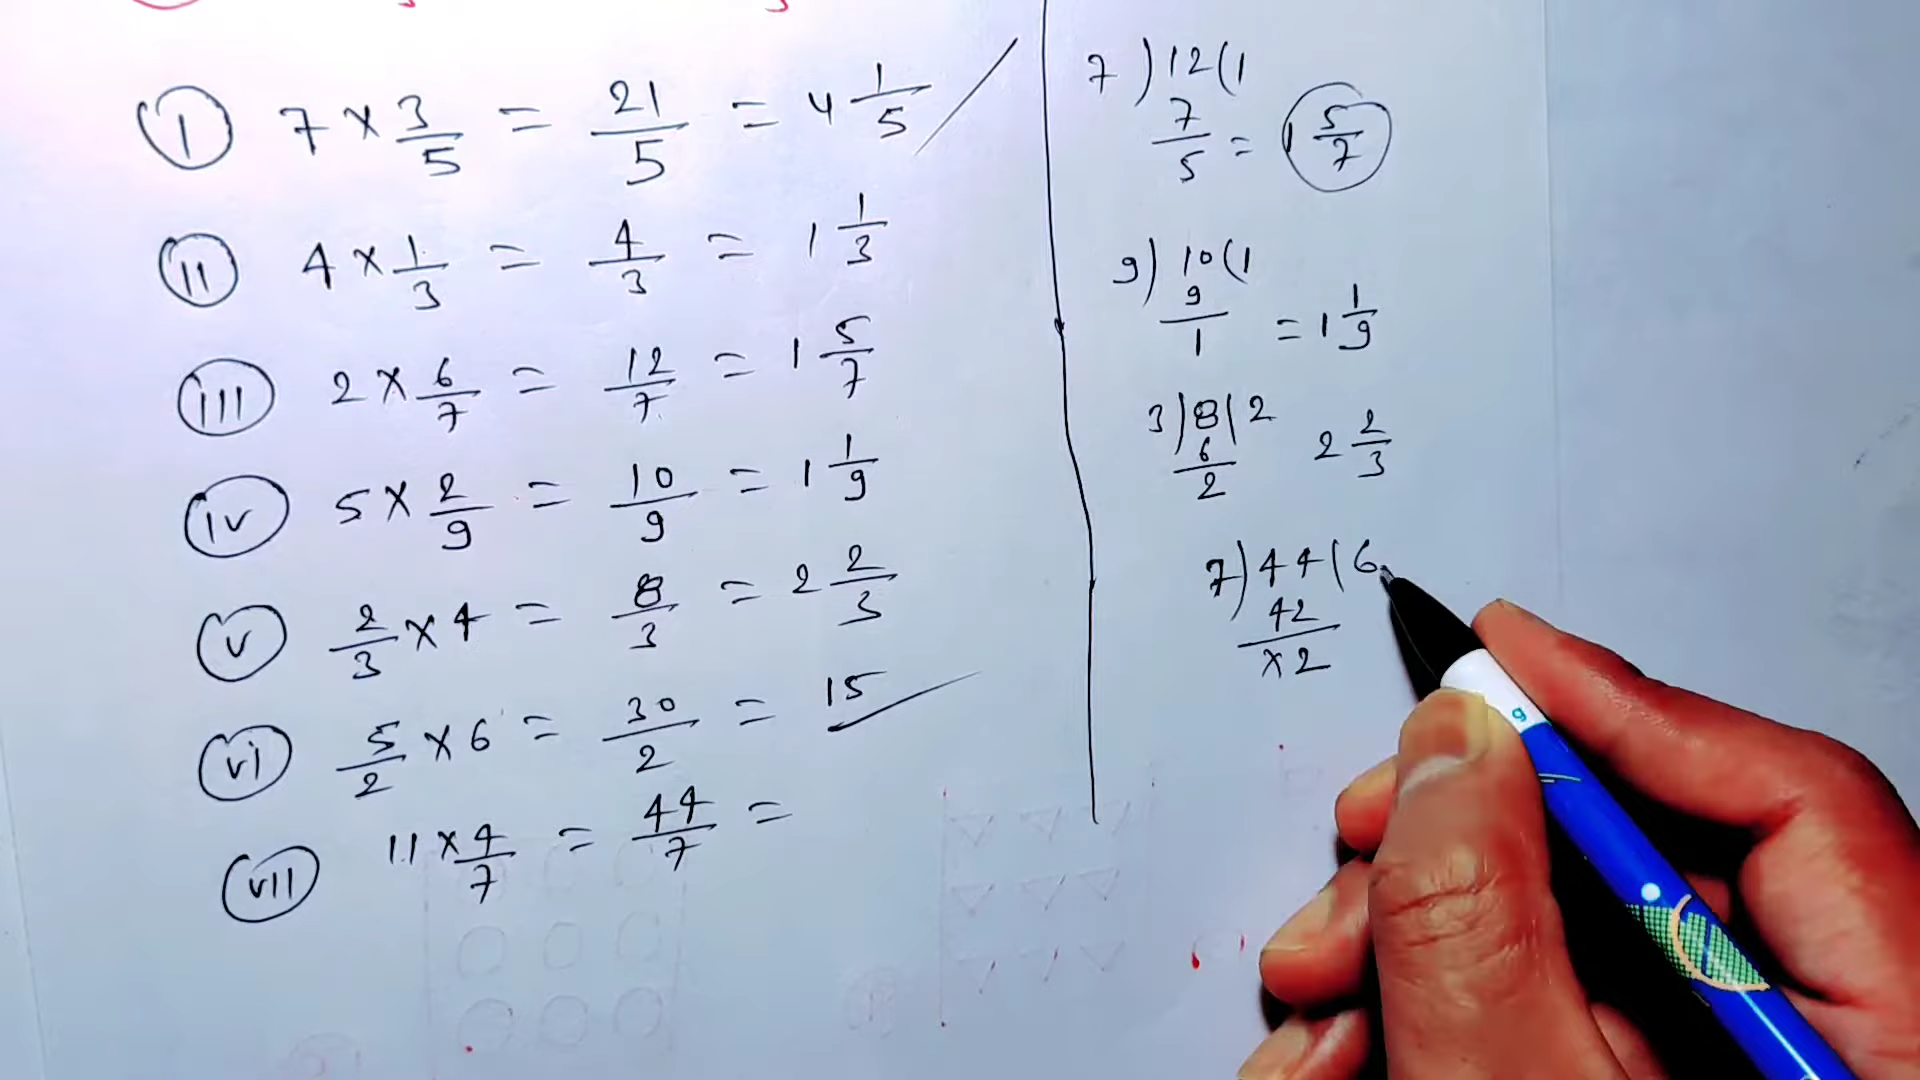 (i) 7 × 3/5 = 21/5 = 4 1/5
(ii) 4 × 1/3 = 4/3 = 1 1/3
(iii) 2 × 6/7 = 12/7 = 1 5/7
(iv) 5 × 2/9 = 10/9 = 1 1/9
(v) 2/3 × 4 = 8/3 = 2 2/3
(vi) 5/2 × 6 = 30/2 = 15
(vii) 11 × 4/7 = 44/7 =
7)12(1
7
5 = 1 5/7
9)10(1
9
1 = 1 1/9
3)8(2
6
2 2 2/3
7)44(6
42
×2